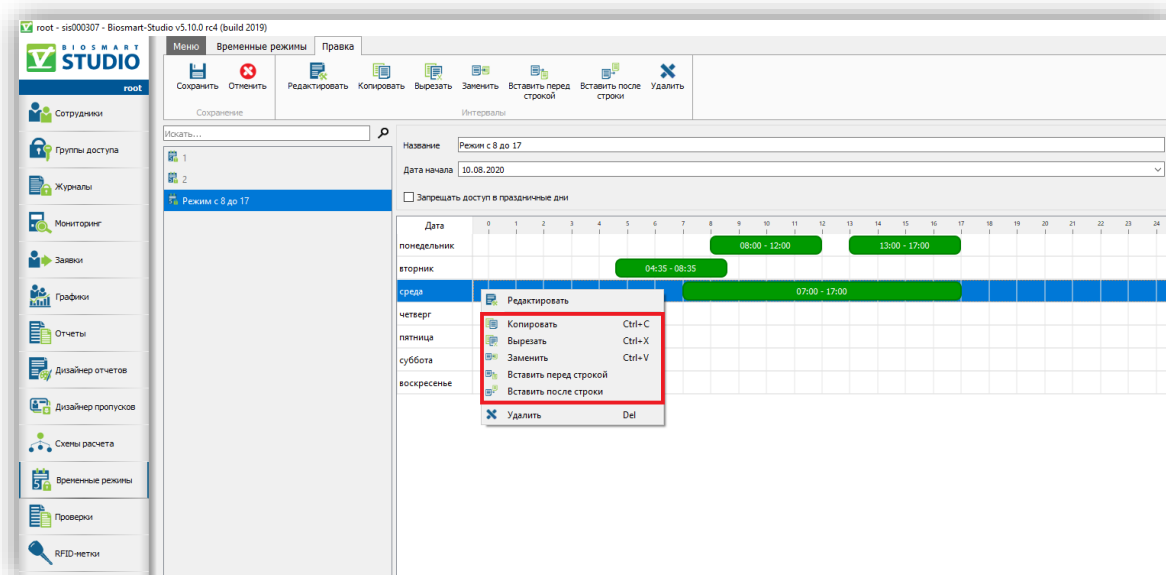 root - sis000307 - Biosmart-Studio v5.10.0 rc4 (build 2019)
BIOSMART
STUDIO
root
Сотрудники
Группы доступа
Журналы
Мониторинг
Заявки
Графики
Отчеты
Дизайнер отчетов
Дизайнер пропусков
Схемы расчета
Временные режимы
Проверки
RFID-метки
Меню Временные режимы Правка
Сохранить Отменить Редактировать Копировать Вырезать Заменить Вставить перед строкой Вставить после строки Удалить
Сохранение Интервалы
Искать...
1
2
Режим с 8 до 17
Название Режим с 8 до 17
Дата начала 10.08.2020
Запрещать доступ в праздничные дни
Дата 0 1 2 3 4 5 6 7 8 9 10 11 12 13 14 15 16 17 18 19 20 21 22 23 24
понедельник 08:00 - 12:00 13:00 - 17:00
вторник 04:35 - 08:35
среда 07:00 - 17:00
четверг
пятница
суббота
воскресенье
Редактировать
Копировать Ctrl+C
Вырезать Ctrl+X
Заменить Ctrl+V
Вставить перед строкой
Вставить после строки
Удалить Del